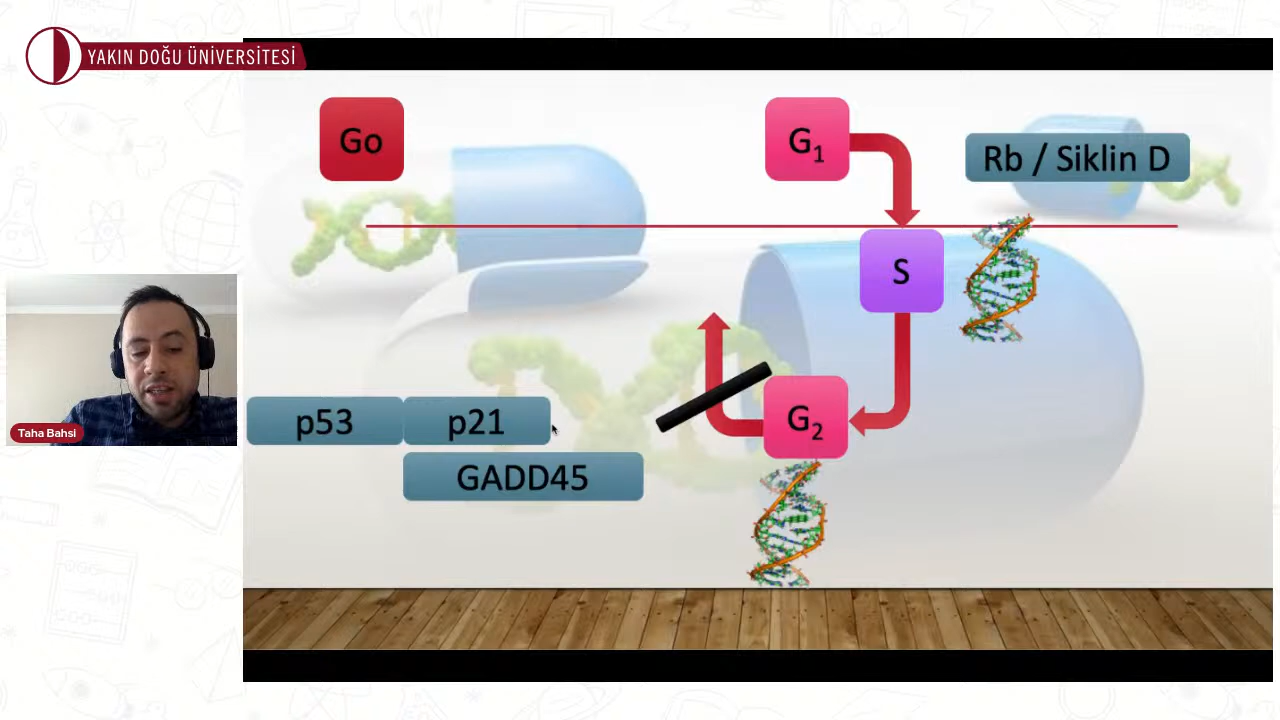 YAKIN DOĞU ÜNİVERSİTESİ
Go
G₁
Rb / Siklin D
S
G₂
p53
p21
GADD45
Taha Bahsi